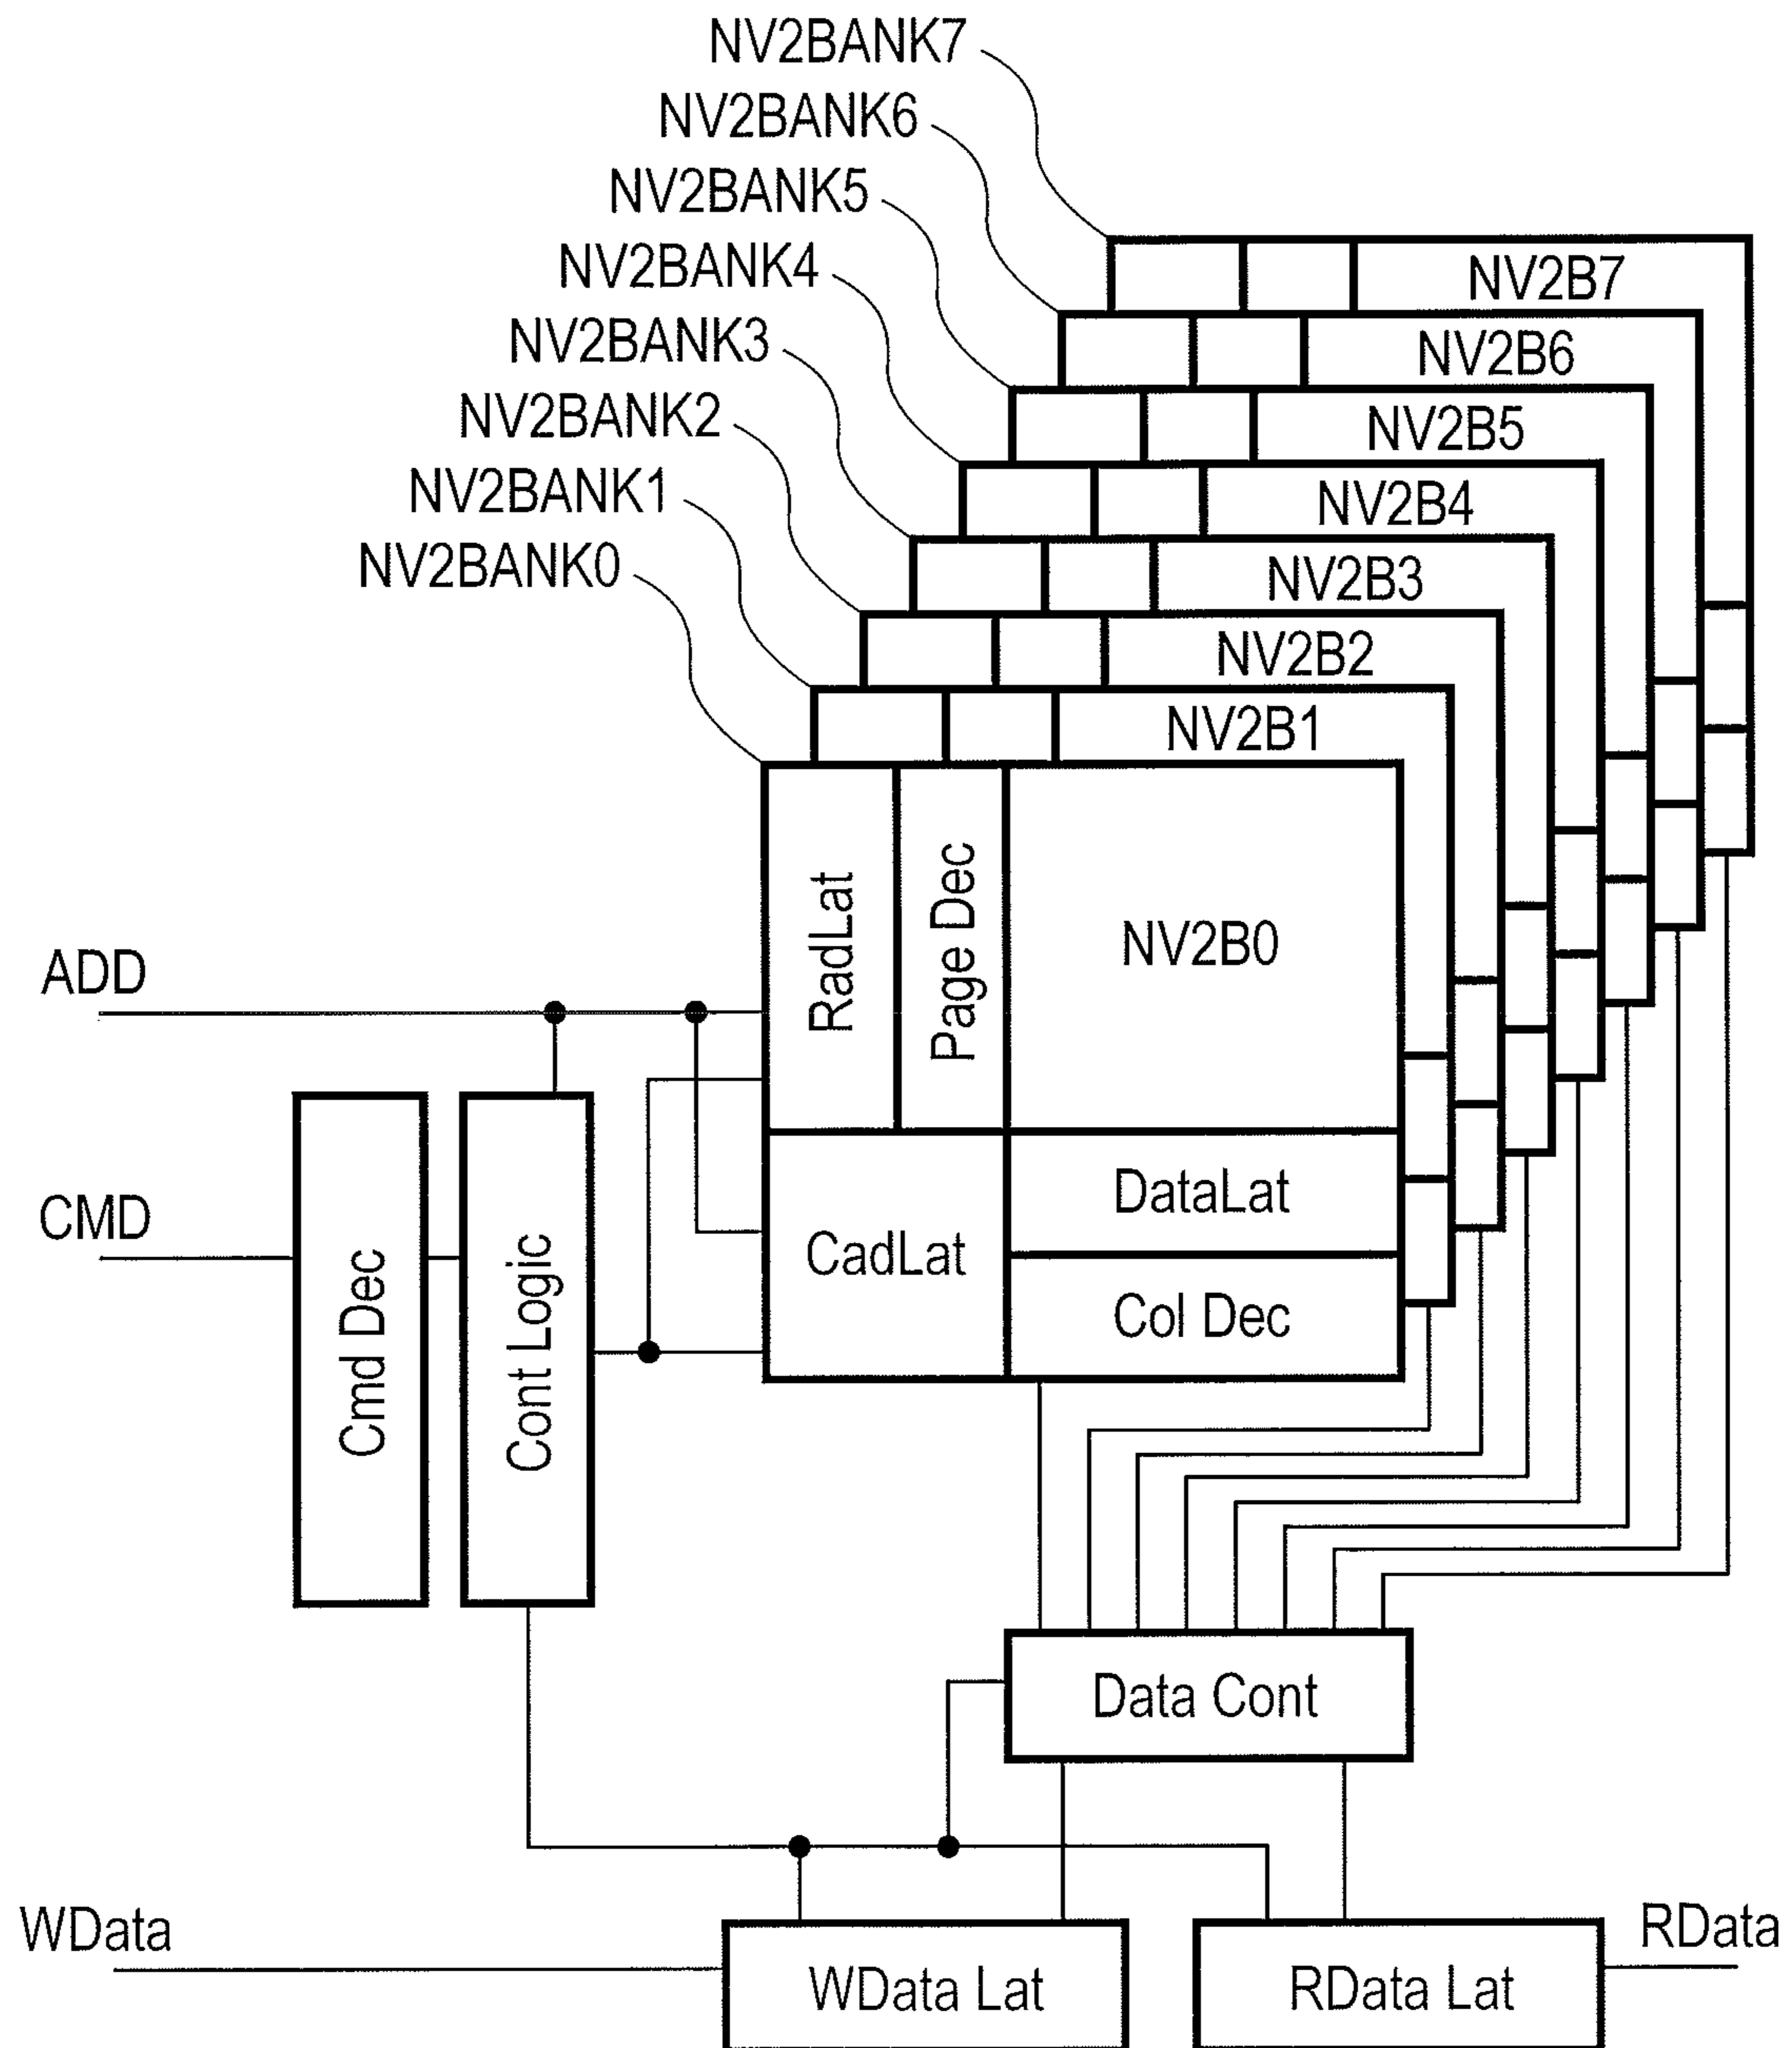 NV2BANK7
NV2BANK6
NV2BANK5
NV2BANK4
NV2BANK3
NV2BANK2
NV2BANK1
NV2BANK0
NV2B7
NV2B6
NV2B5
NV2B4
NV2B3
NV2B2
NV2B1
NV2B0
RadLat
Page Dec
ADD
CMD
Cmd Dec
Cont Logic
CadLat
DataLat
Col Dec
Data Cont
WData
WData Lat
RData Lat
RData